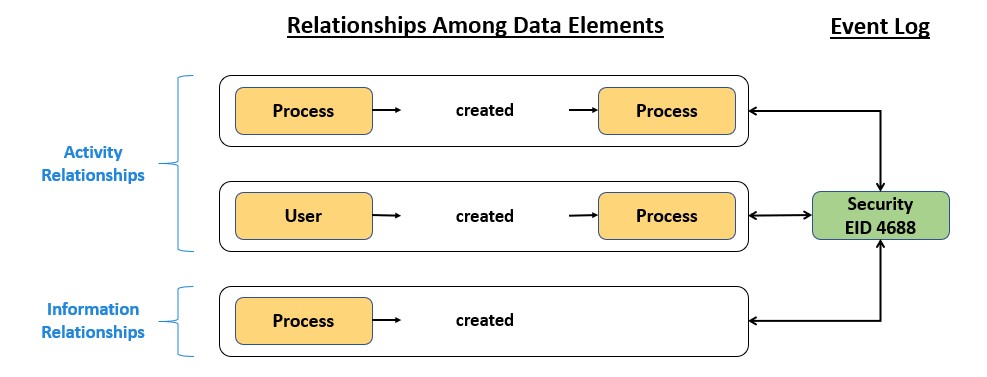 Relationships Among Data Elements
Event Log
Activity
Relationships
Process
created
Process
User
created
Process
Security
EID 4688
Information
Relationships
Process
created